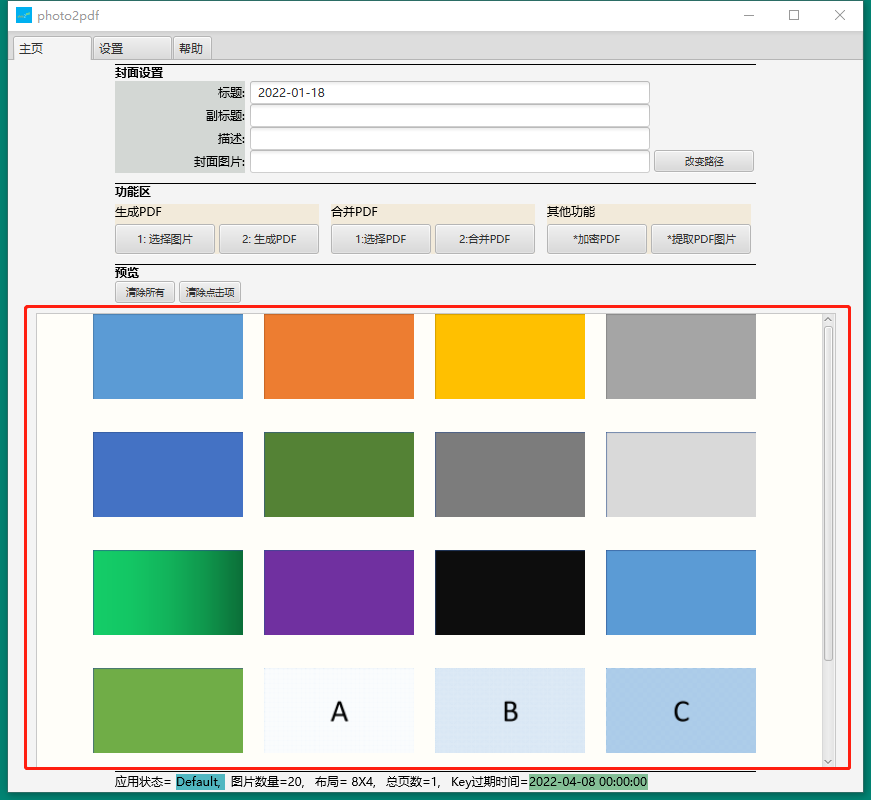 photo2pdf
主页 设置 帮助
封面设置
标题: 2022-01-18
副标题:
描述:
封面图片: 改变路径
功能区
生成PDF 合并PDF 其他功能
1: 选择图片 2: 生成PDF 1:选择PDF 2:合并PDF *加密PDF *提取PDF图片
预览
清除所有 清除点击项
A B C
应用状态= Default, 图片数量=20, 布局= 8X4, 总页数=1, Key过期时间=2022-04-08 00:00:00